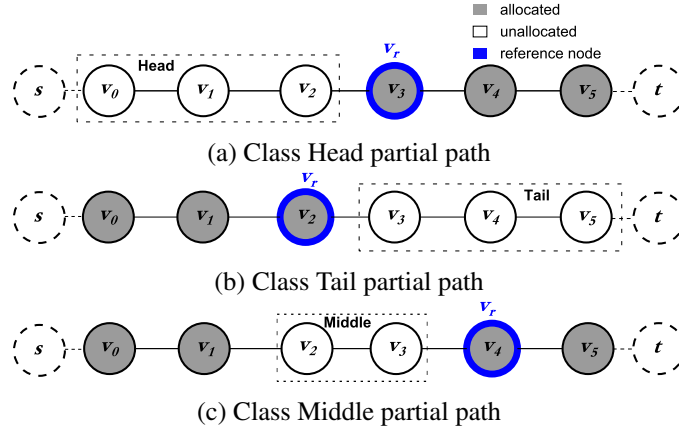 allocated
unallocated
reference node
Head
v_r
s v_0 v_1 v_2 v_3 v_4 v_5 t
(a) Class Head partial path
v_r
Tail
s v_0 v_1 v_2 v_3 v_4 v_5 t
(b) Class Tail partial path
Middle
v_r
s v_0 v_1 v_2 v_3 v_4 v_5 t
(c) Class Middle partial path